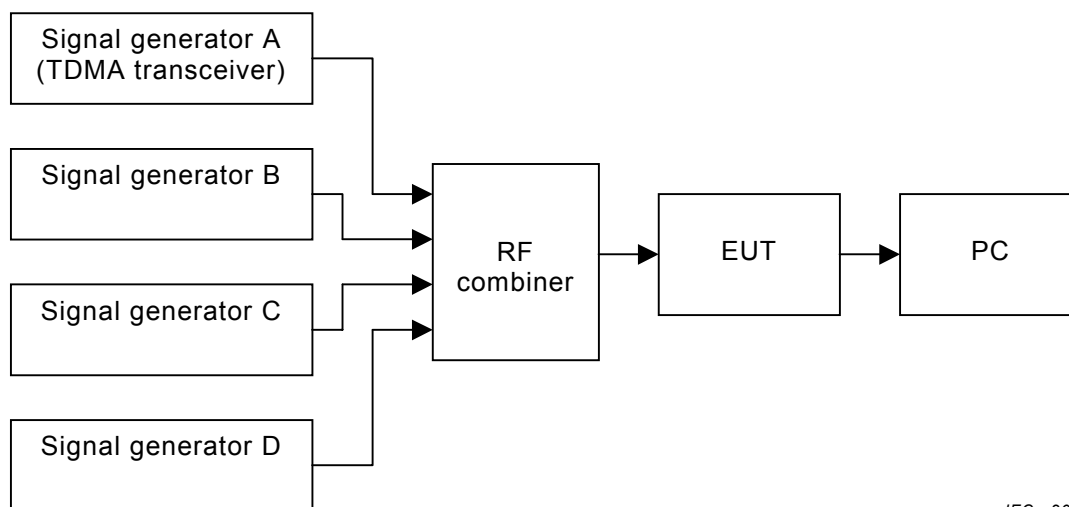 Signal generator A
(TDMA transceiver)
Signal generator B
Signal generator C
Signal generator D
RF
combiner
EUT
PC